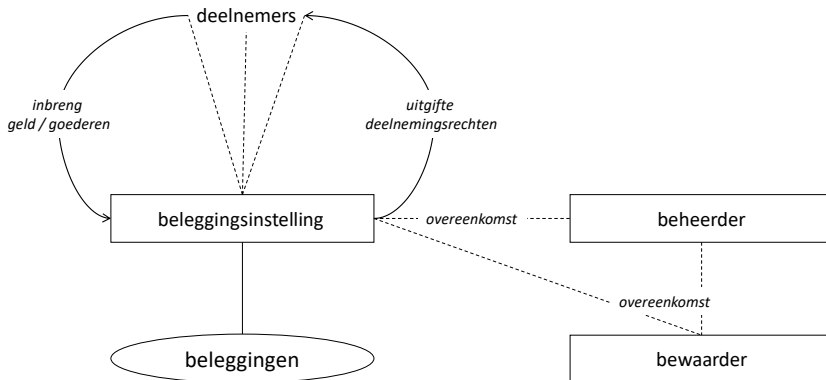 deelnemers
inbreng
geld / goederen
uitgifte
deelnemingsrechten
beleggingsinstelling
overeenkomst
beheerder
overeenkomst
beleggingen
bewaarder